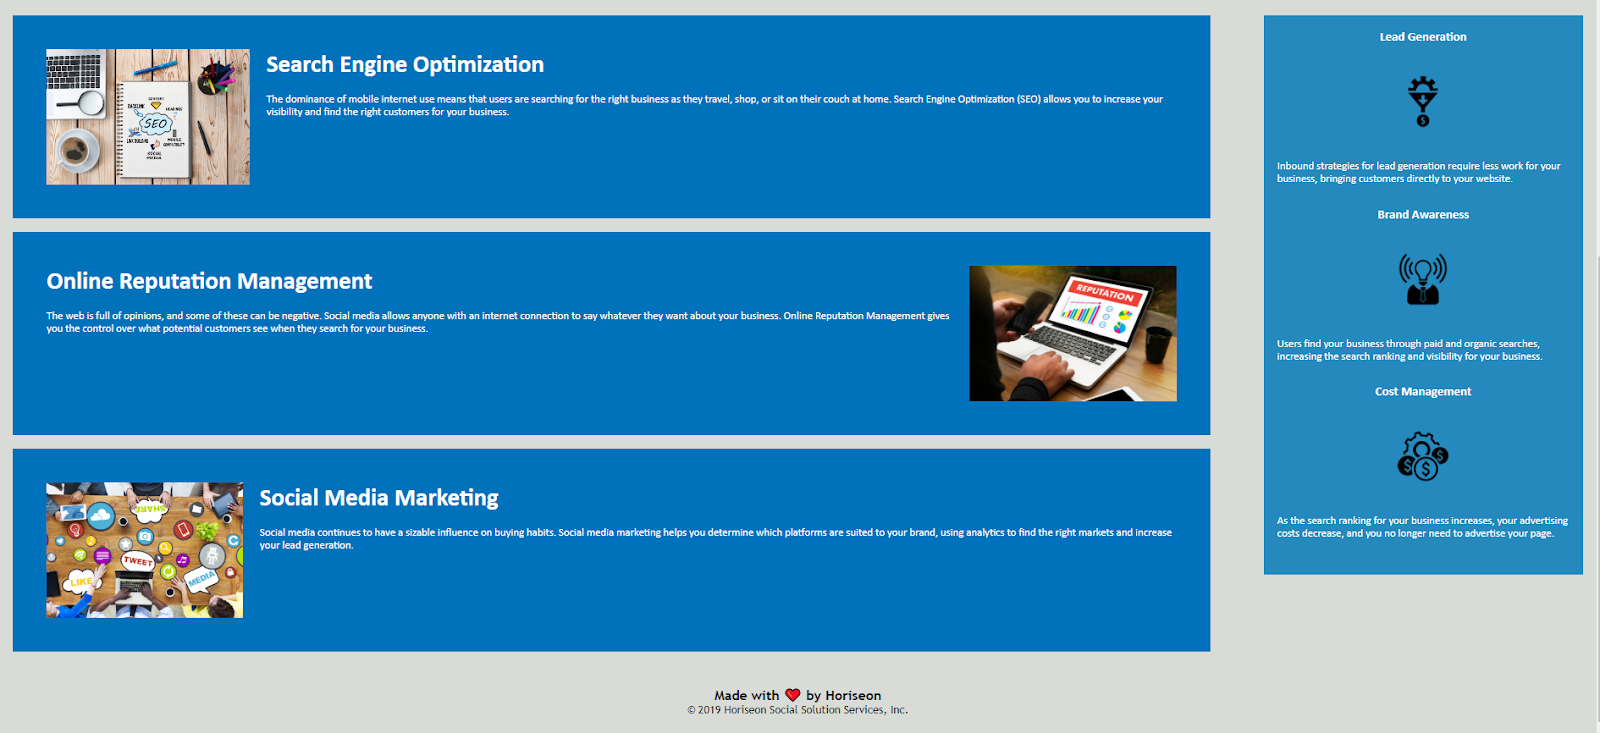 Search Engine Optimization
The dominance of mobile internet use means that users are searching for the right business as they travel, shop, or sit on their couch at home. Search Engine Optimization (SEO) allows you to increase your
visibility and find the right customers for your business.
SEO
LINK BUILDING
SOCIAL
MEDIA
Online Reputation Management
The web is full of opinions, and some of these can be negative. Social media allows anyone with an internet connection to say whatever they want about your business. Online Reputation Management gives
you the control over what potential customers see when they search for your business.
REPUTATION
Social Media Marketing
Social media continues to have a sizable influence on buying habits. Social media marketing helps you determine which platforms are suited to your brand, using analytics to find the right markets and increase
your lead generation.
SHARE
TWEET
LIKE
MEDIA
Lead Generation
Inbound strategies for lead generation require less work for your
business, bringing customers directly to your website.
Brand Awareness
Users find your business through paid and organic searches,
increasing the search ranking and visibility for your business.
Cost Management
As the search ranking for your business increases, your advertising
costs decrease, and you no longer need to advertise your page.
Made with ❤️ by Horiseon
© 2019 Horiseon Social Solution Services, Inc.